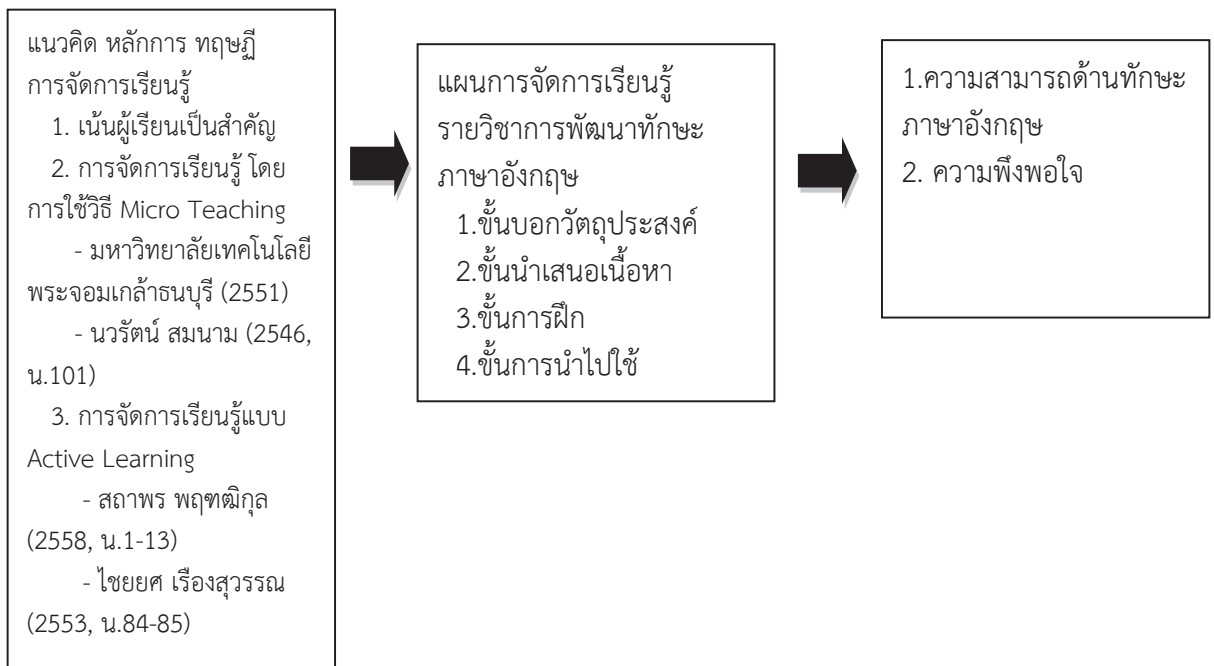 แนวคิด หลักการ ทฤษฏี
การจัดการเรียนรู้
1. เน้นผู้เรียนเป็นสำคัญ
2. การจัดการเรียนรู้ โดย
การใช้วิธี Micro Teaching
- มหาวิทยาลัยเทคโนโลยี
พระจอมเกล้าธนบุรี (2551)
- นวรัตน์ สมนาม (2546,
น.101)
3. การจัดการเรียนรู้แบบ
Active Learning
- สถาพร พฤฑฒิกุล
(2558, น.1-13)
- ไชยยศ เรืองสุวรรณ
(2553, น.84-85)
แผนการจัดการเรียนรู้
รายวิชาการพัฒนาทักษะ
ภาษาอังกฤษ
1.ขั้นบอกวัตถุประสงค์
2.ขั้นนำเสนอเนื้อหา
3.ขั้นการฝึก
4.ขั้นการนำไปใช้
1.ความสามารถด้านทักษะ
ภาษาอังกฤษ
2. ความพึงพอใจ